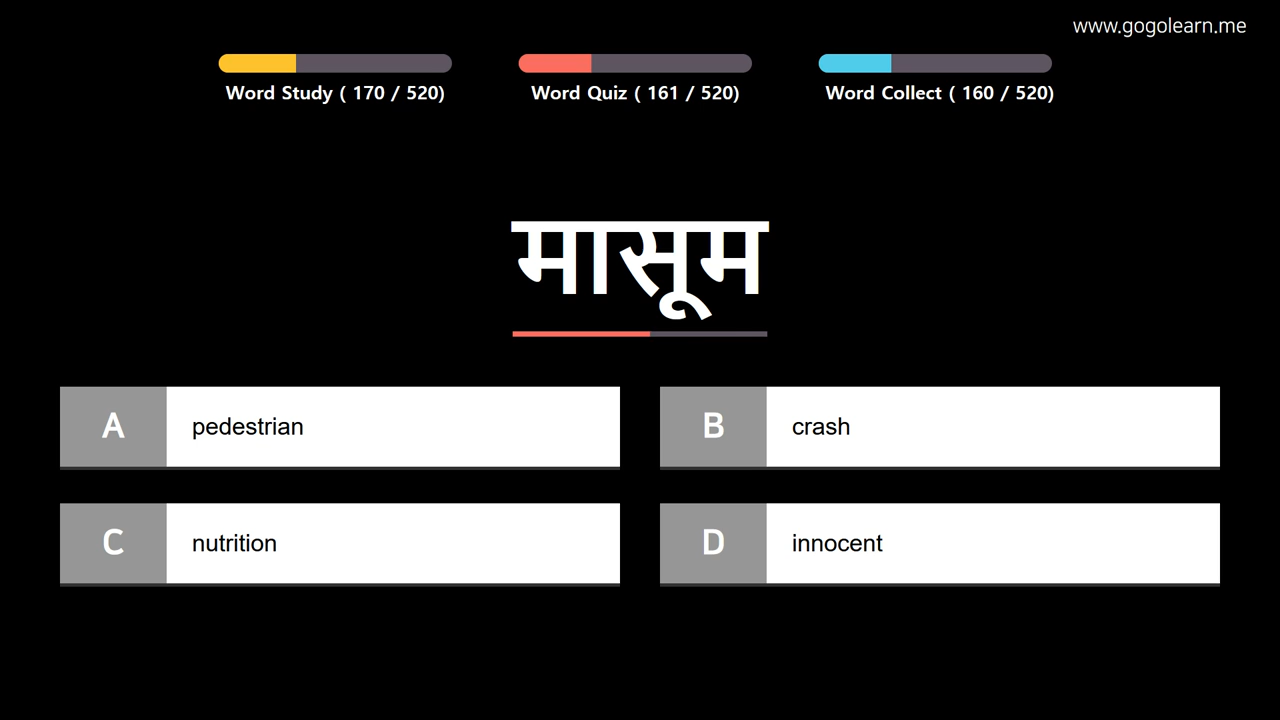 www.gogolearn.me
Word Study ( 170 / 520)
Word Quiz ( 161 / 520)
Word Collect ( 160 / 520)
मासूम
A pedestrian
B crash
C nutrition
D innocent